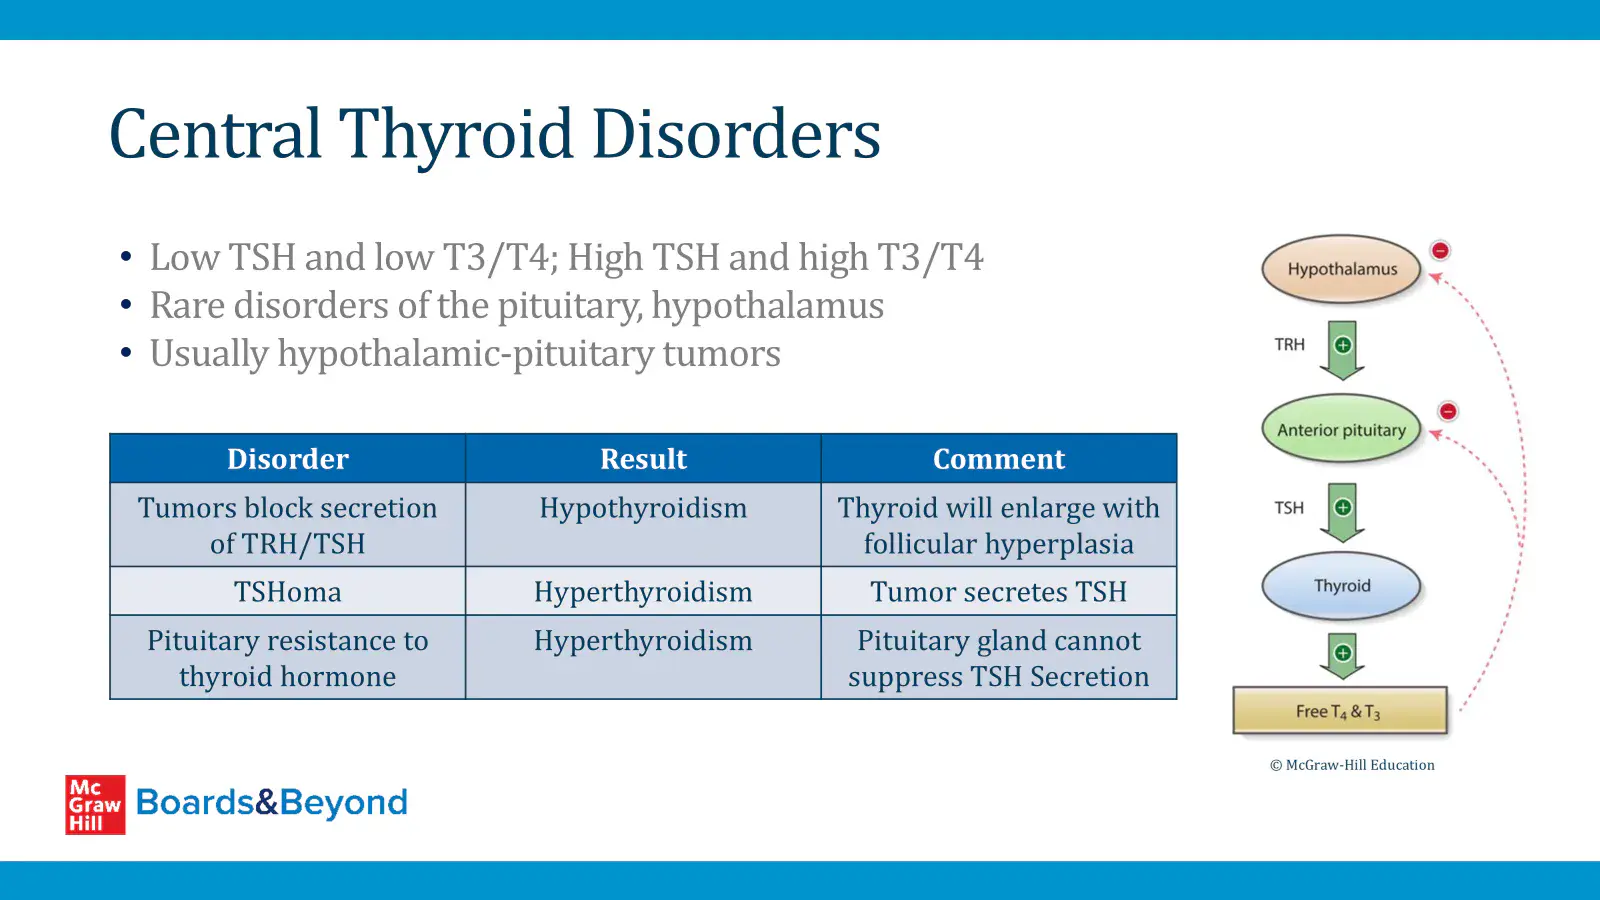 Central Thyroid Disorders
• Low TSH and low T3/T4; High TSH and high T3/T4
• Rare disorders of the pituitary, hypothalamus
• Usually hypothalamic-pituitary tumors
Disorder Result Comment
Tumors block secretion
of TRH/TSH
Hypothyroidism
Thyroid will enlarge with
follicular hyperplasia
TSHoma Hyperthyroidism Tumor secretes TSH
Pituitary resistance to
thyroid hormone
Hyperthyroidism
Pituitary gland cannot
suppress TSH Secretion
Hypothalamus
TRH
Anterior pituitary
TSH
Thyroid
Free T4 & T3
© McGraw-Hill Education
Mc
Graw
Hill
Boards&Beyond